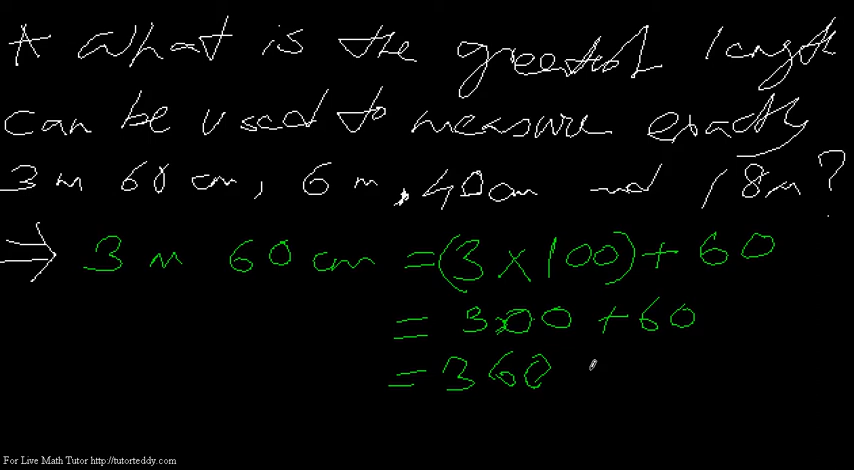 * What is the greatest length
can be used to measure exactly
3 m 60 cm, 6 m, 40 cm and 18 m?
⇒ 3 m 60 cm = (3 × 100) + 60
= 300 + 60
= 360
For Live Math Tutor http://tutorteddy.com